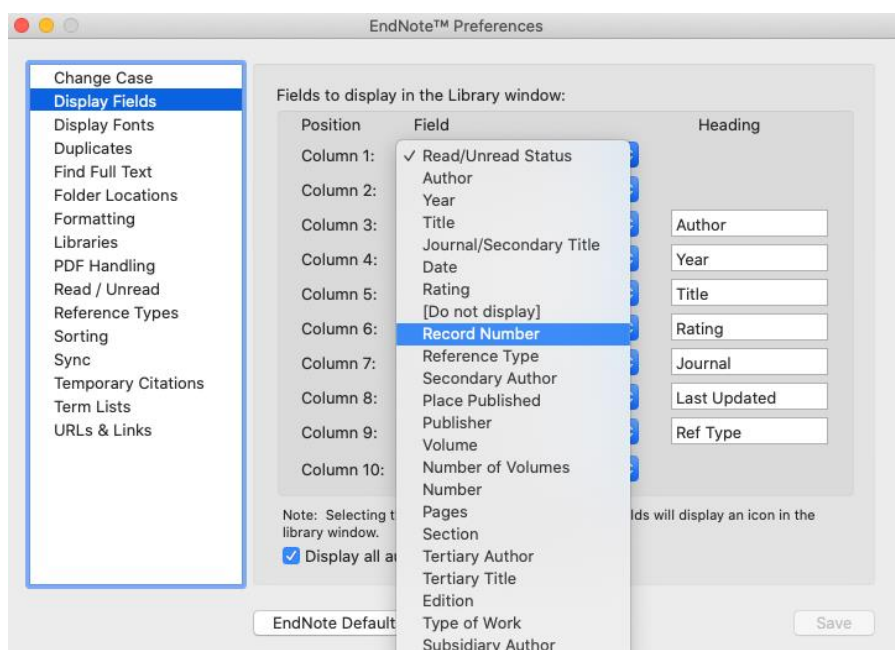 EndNote™ Preferences
Change Case
Display Fields
Display Fonts
Duplicates
Find Full Text
Folder Locations
Formatting
Libraries
PDF Handling
Read / Unread
Reference Types
Sorting
Sync
Temporary Citations
Term Lists
URLs & Links
Fields to display in the Library window:
Position Field Heading
Column 1:
Column 2:
Column 3: Author
Column 4: Year
Column 5: Title
Column 6: Rating
Column 7: Journal
Column 8: Last Updated
Column 9: Ref Type
Column 10:
✓ Read/Unread Status
Author
Year
Title
Journal/Secondary Title
Date
Rating
[Do not display]
Record Number
Reference Type
Secondary Author
Place Published
Publisher
Volume
Number of Volumes
Number
Pages
Section
Tertiary Author
Tertiary Title
Edition
Type of Work
Subsidiary Author
Note: Selecting lds will display an icon in the
library window.
Display all
EndNote Default Save